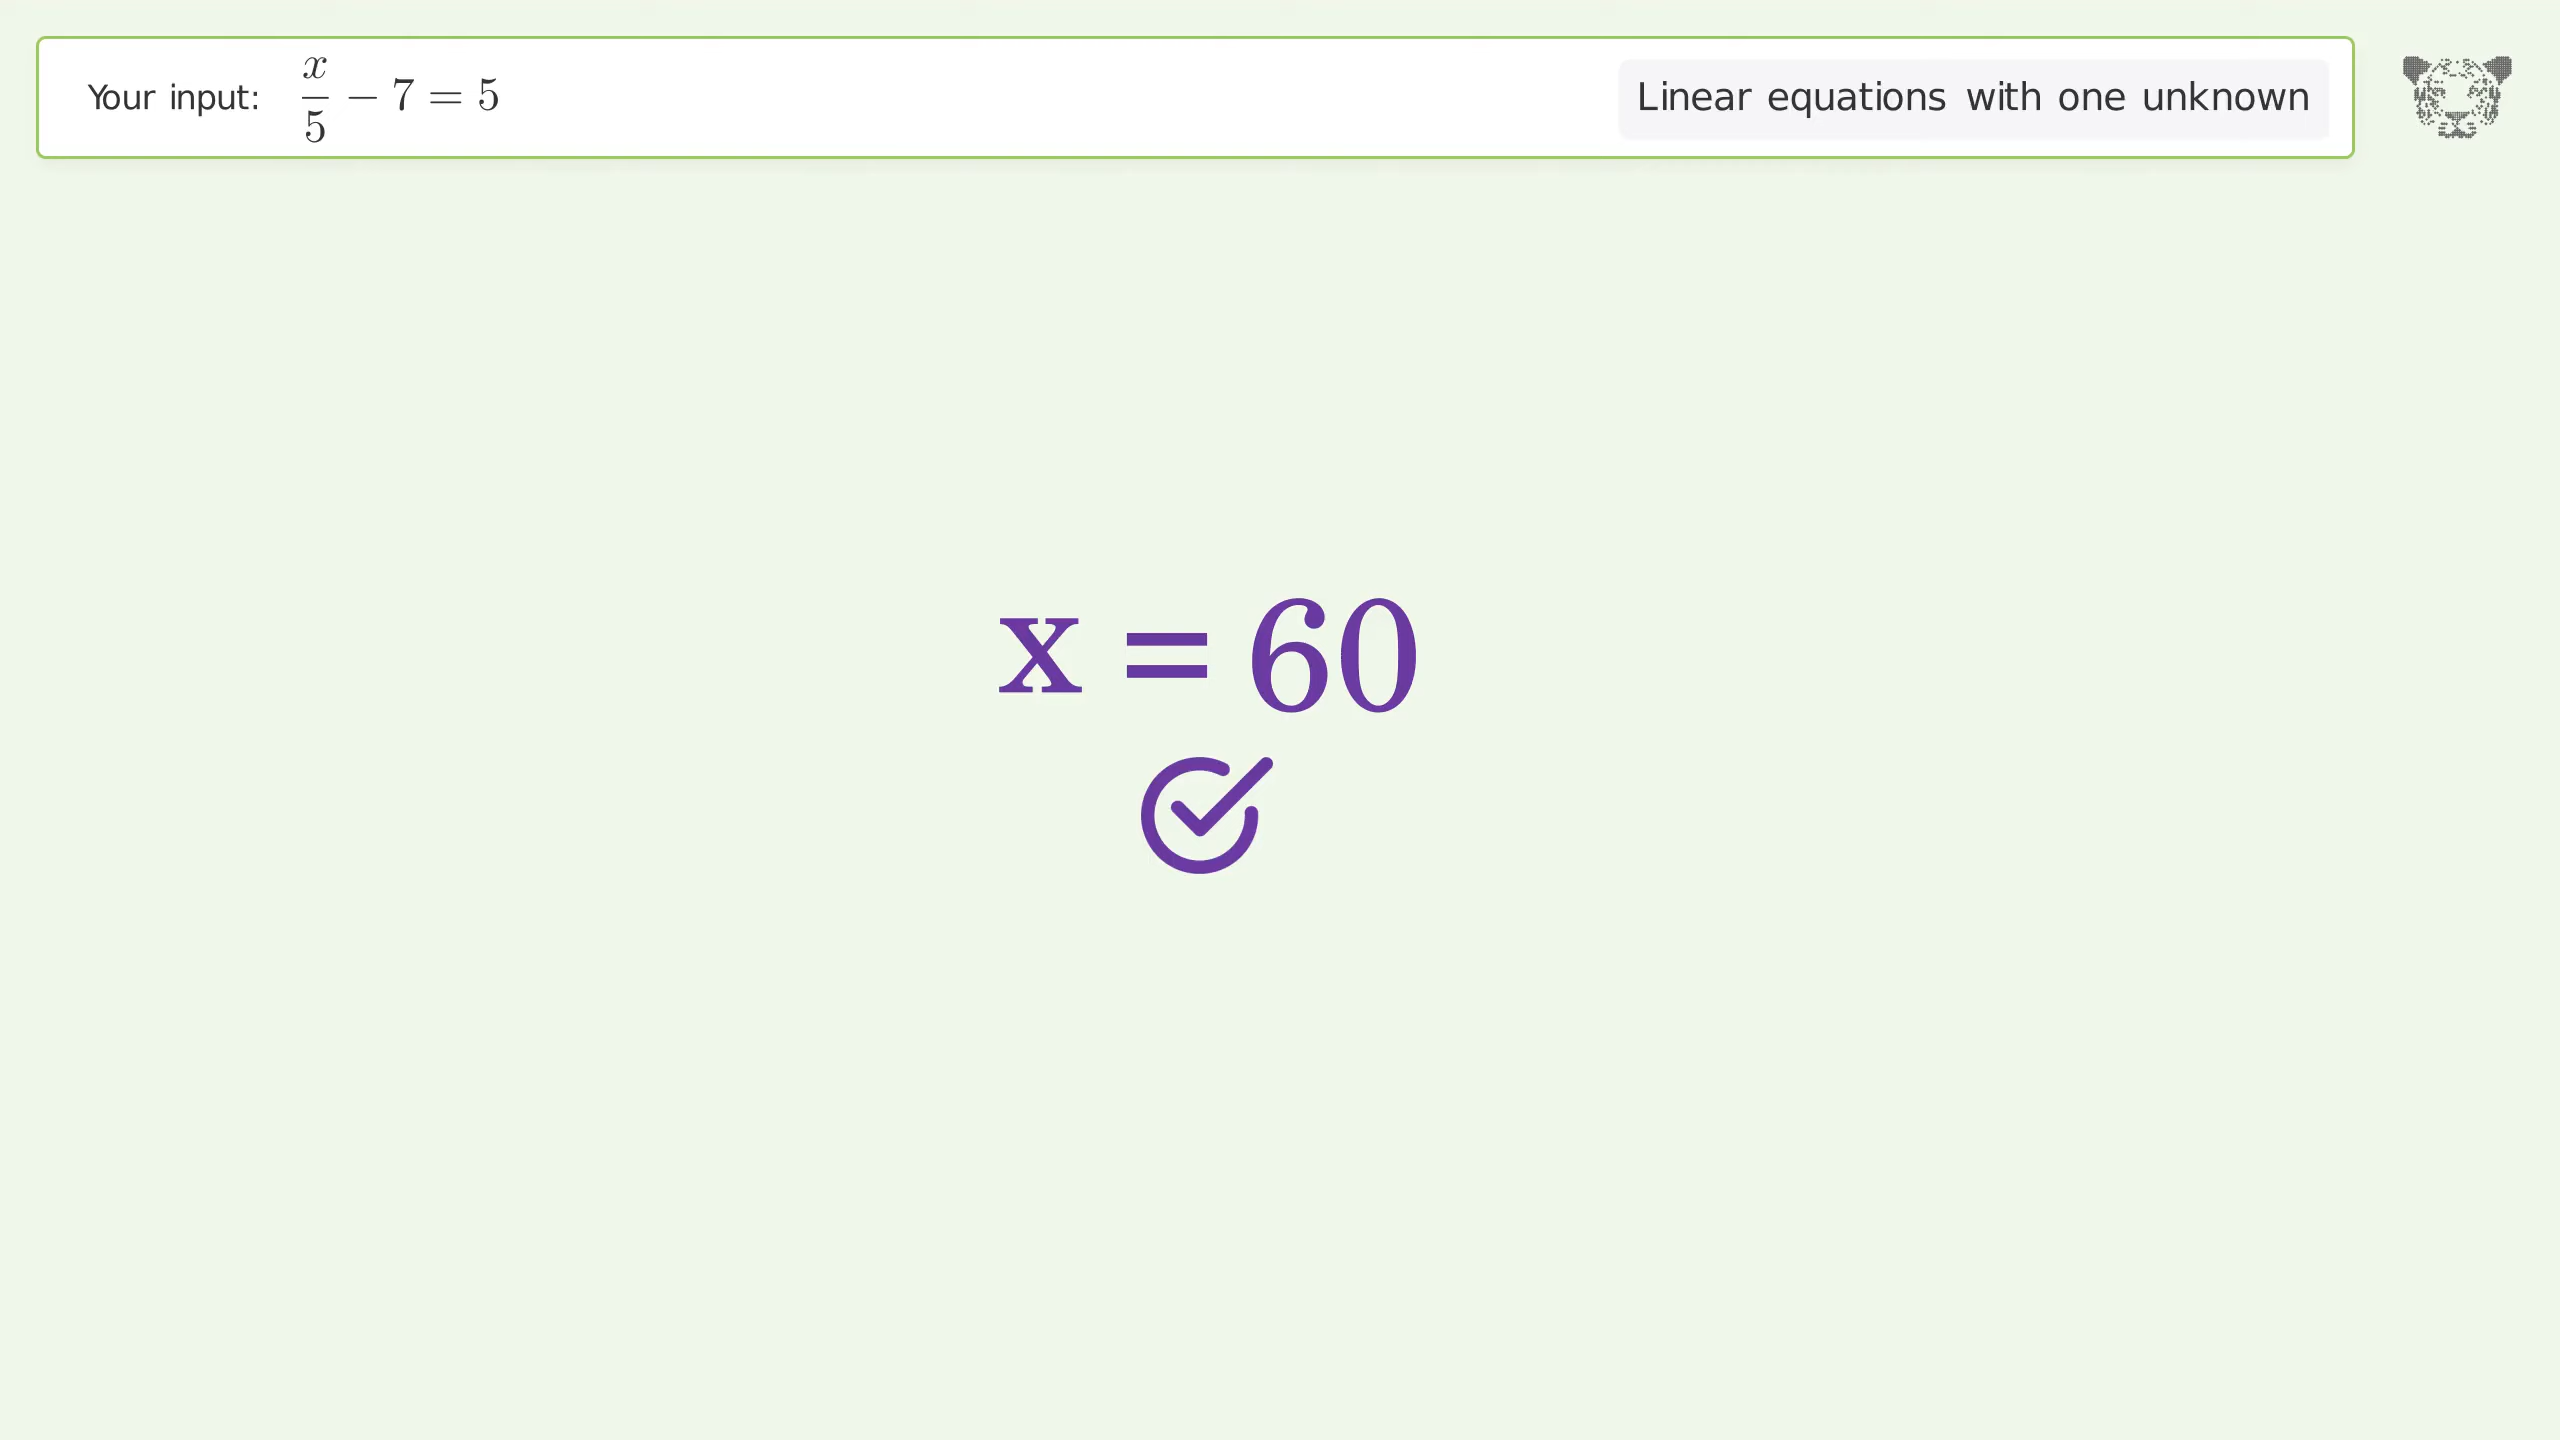 Your input: x/5 − 7 = 5
Linear equations with one unknown
x = 60